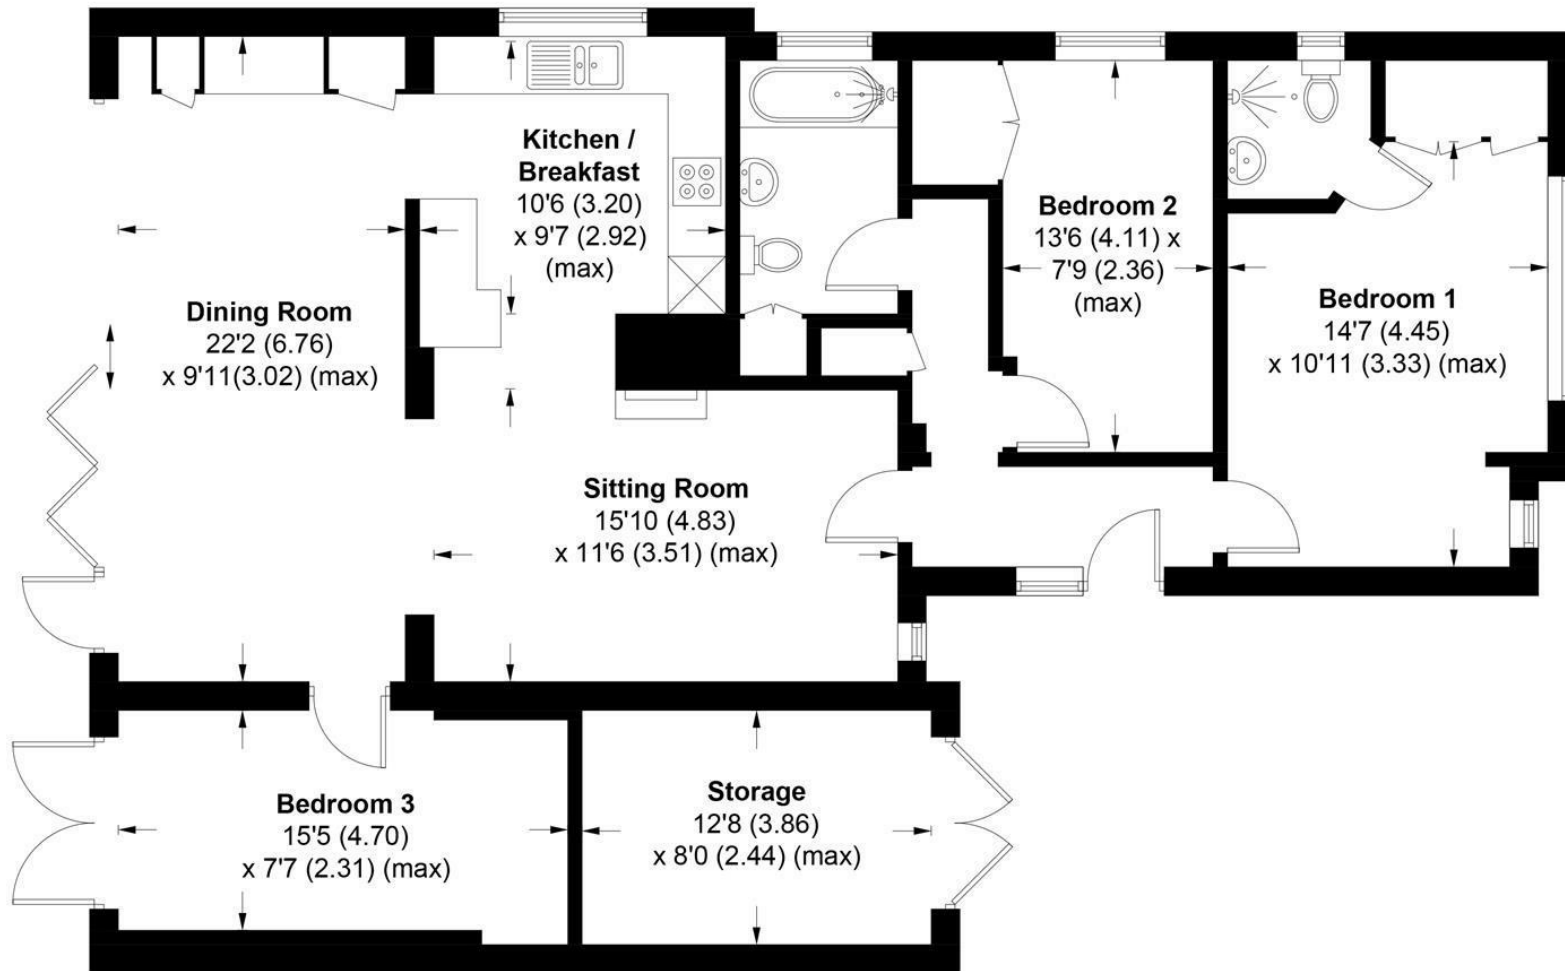 Kitchen /
Breakfast
10'6 (3.20)
x 9'7 (2.92)
(max)
Bedroom 2
13'6 (4.11) x
7'9 (2.36)
(max)
Bedroom 1
14'7 (4.45)
x 10'11 (3.33) (max)
Dining Room
22'2 (6.76)
x 9'11(3.02) (max)
Sitting Room
15'10 (4.83)
x 11'6 (3.51) (max)
Bedroom 3
15'5 (4.70)
x 7'7 (2.31) (max)
Storage
12'8 (3.86)
x 8'0 (2.44) (max)